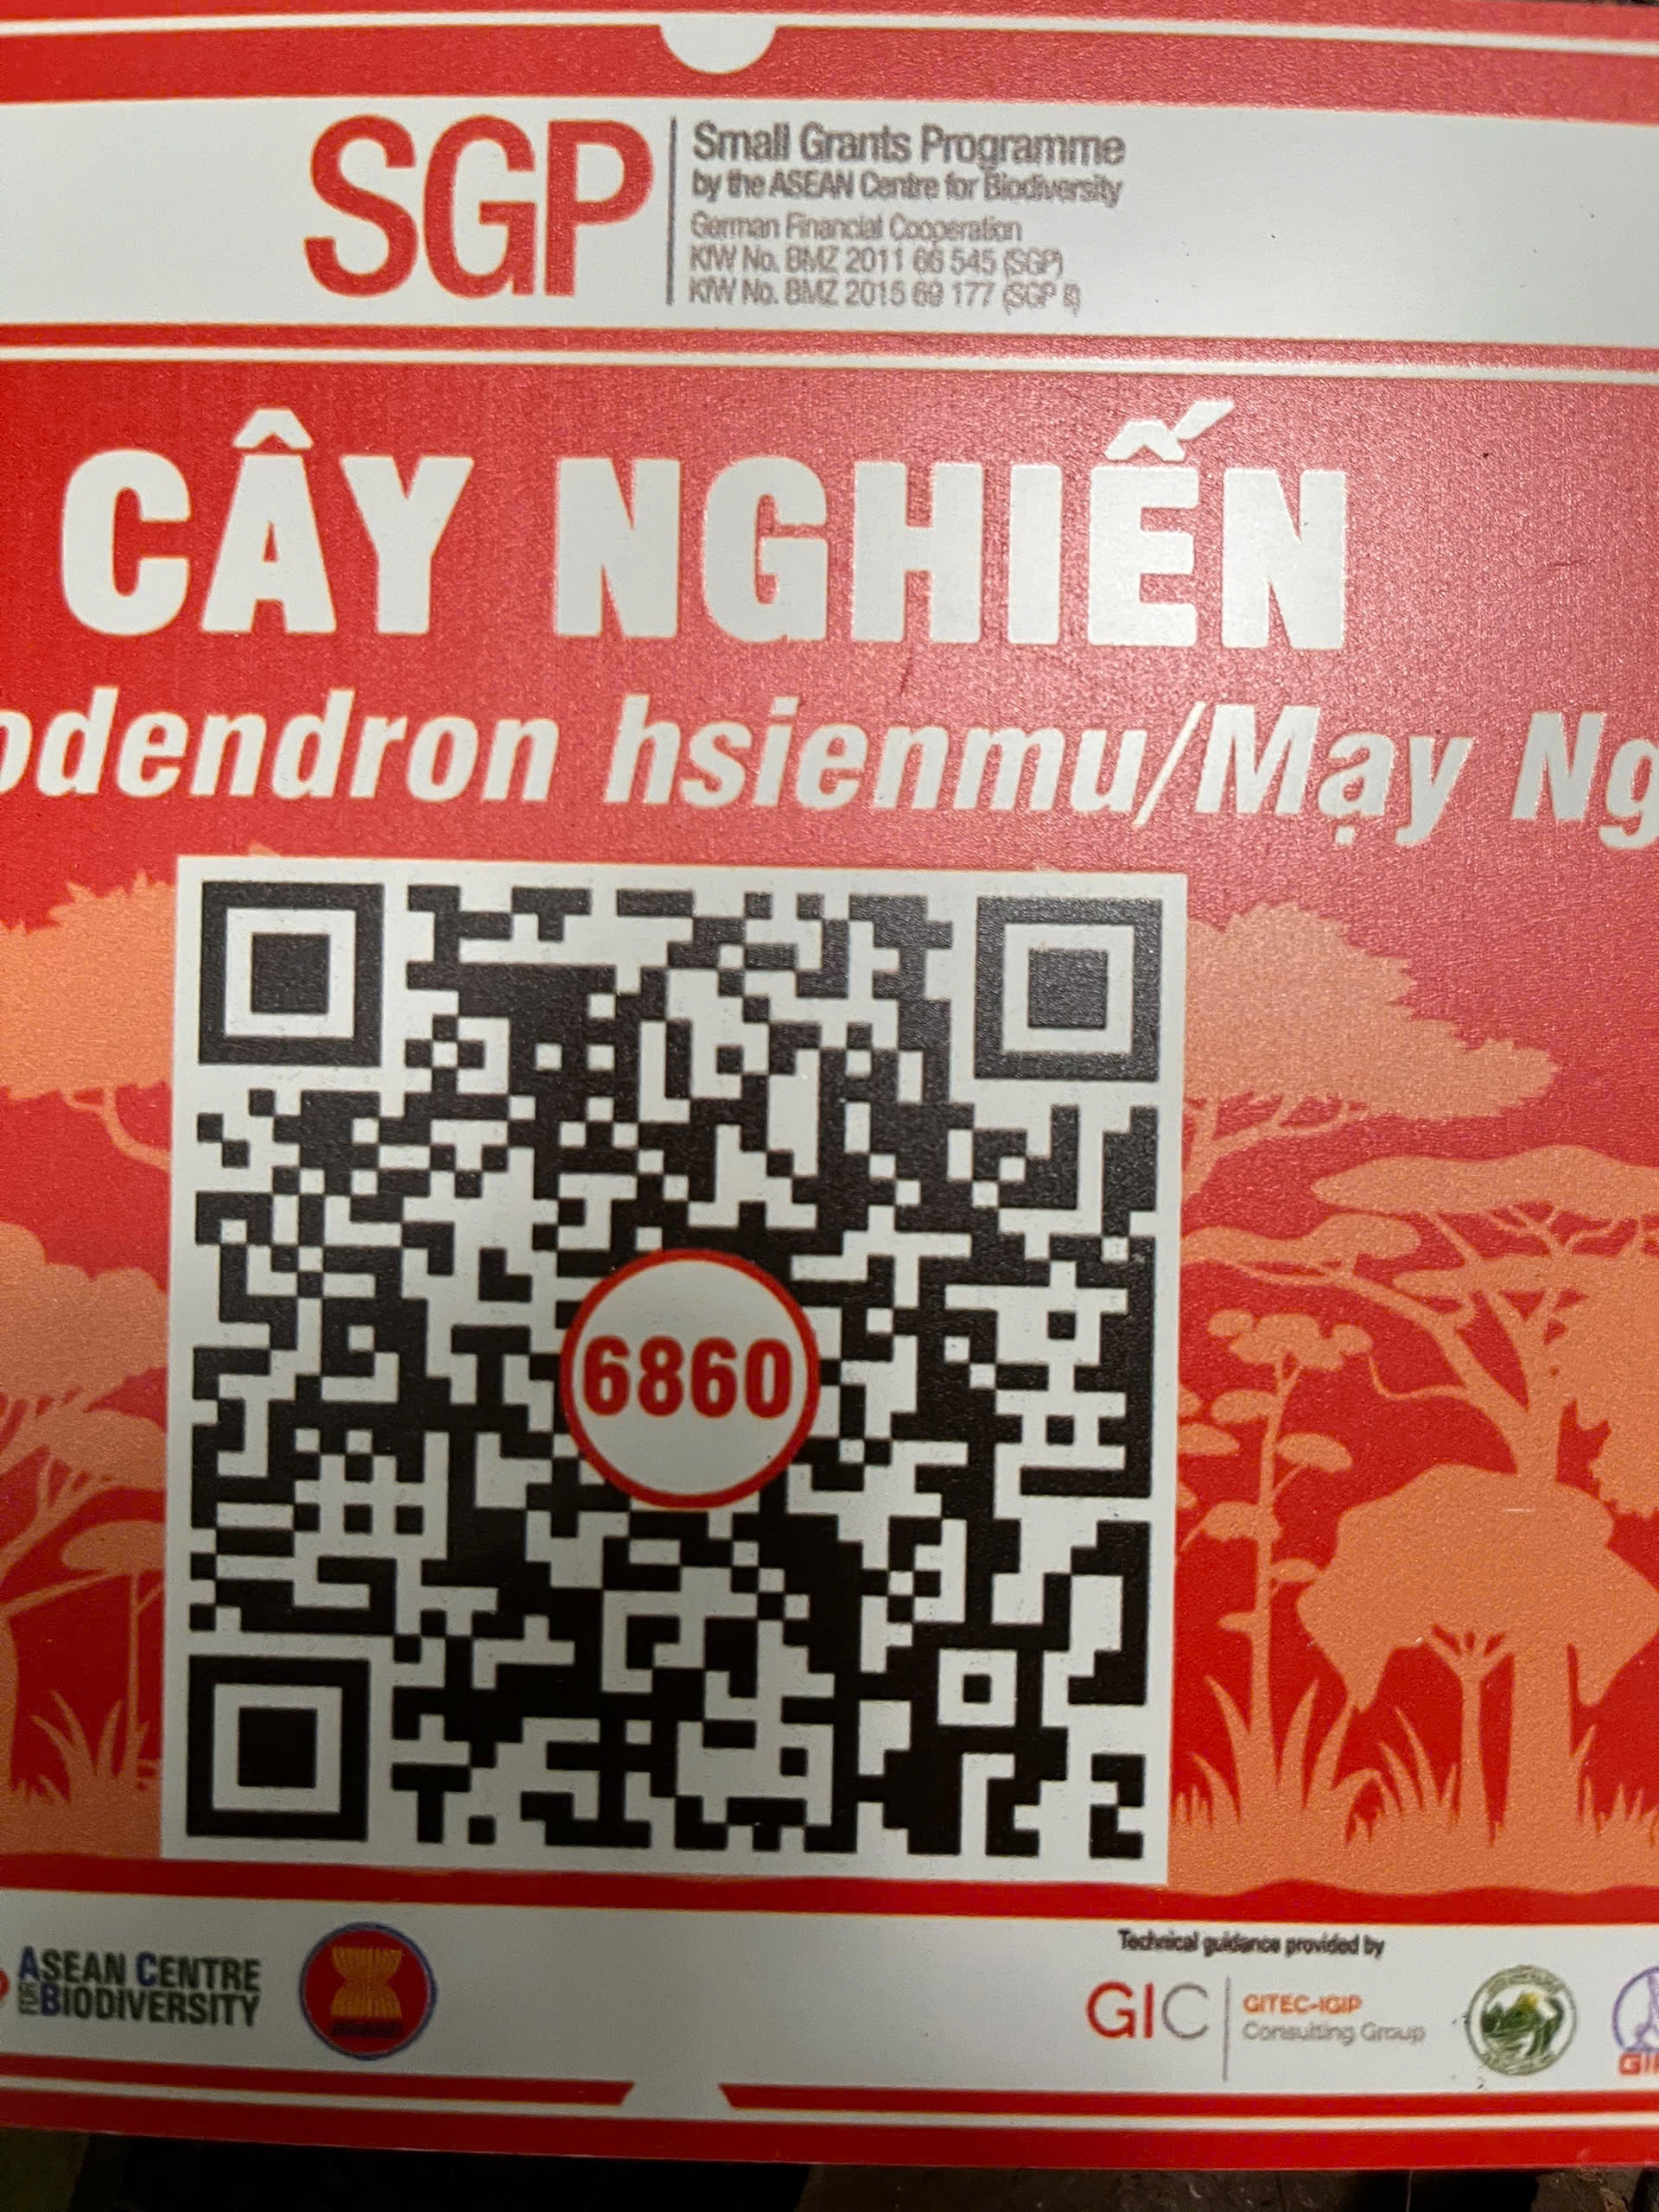 SGP
Small Grants Programme
by the ASEAN Centre for Biodiversity
German Financial Cooperation
KfW No. BMZ 2011 66 545 (SGP)
KfW No. BMZ 2015 69 177 (SGP II)
CÂY NGHIẾN
odendron hsienmu/Mạy Ng
6860
ASEAN CENTRE
FOR BIODIVERSITY
Technical guidance provided by
GIC
GITEC-IGIP
Consulting Group